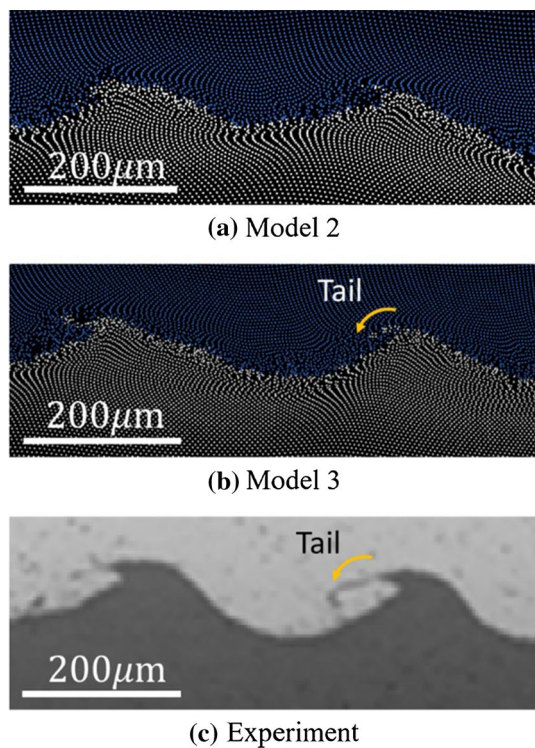 200μm
(a) Model 2
Tail
200μm
(b) Model 3
Tail
200μm
(c) Experiment